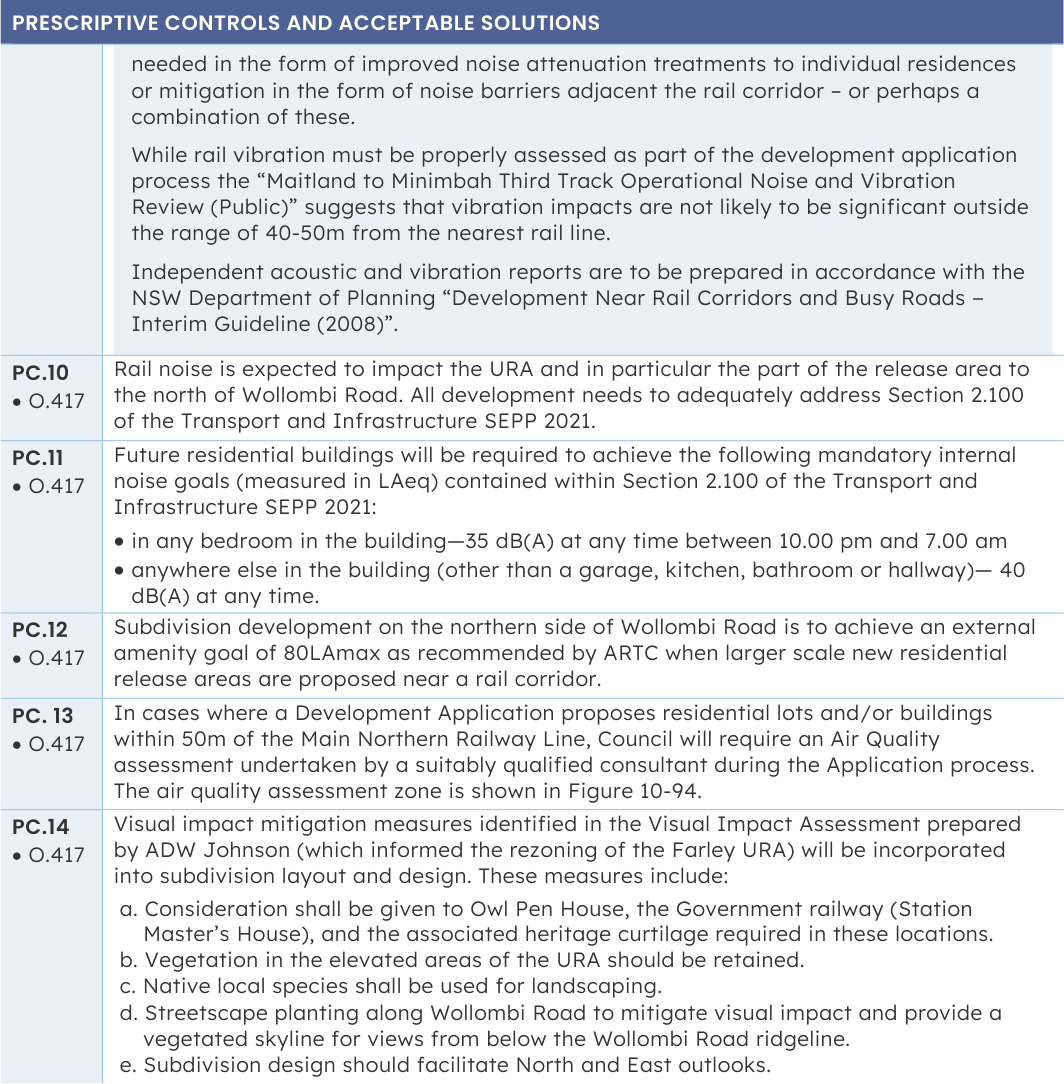 PRESCRIPTIVE CONTROLS AND ACCEPTABLE SOLUTIONS
needed in the form of improved noise attenuation treatments to individual residences
or mitigation in the form of noise barriers adjacent the rail corridor – or perhaps a
combination of these.
While rail vibration must be properly assessed as part of the development application
process the “Maitland to Minimbah Third Track Operational Noise and Vibration
Review (Public)” suggests that vibration impacts are not likely to be significant outside
the range of 40-50m from the nearest rail line.
Independent acoustic and vibration reports are to be prepared in accordance with the
NSW Department of Planning “Development Near Rail Corridors and Busy Roads –
Interim Guideline (2008)”.
PC.10
• O.417
Rail noise is expected to impact the URA and in particular the part of the release area to
the north of Wollombi Road. All development needs to adequately address Section 2.100
of the Transport and Infrastructure SEPP 2021.
PC.11
• O.417
Future residential buildings will be required to achieve the following mandatory internal
noise goals (measured in LAeq) contained within Section 2.100 of the Transport and
Infrastructure SEPP 2021:
• in any bedroom in the building—35 dB(A) at any time between 10.00 pm and 7.00 am
• anywhere else in the building (other than a garage, kitchen, bathroom or hallway)— 40
dB(A) at any time.
PC.12
• O.417
Subdivision development on the northern side of Wollombi Road is to achieve an external
amenity goal of 80LAmax as recommended by ARTC when larger scale new residential
release areas are proposed near a rail corridor.
PC. 13
• O.417
In cases where a Development Application proposes residential lots and/or buildings
within 50m of the Main Northern Railway Line, Council will require an Air Quality
assessment undertaken by a suitably qualified consultant during the Application process.
The air quality assessment zone is shown in Figure 10-94.
PC.14
• O.417
Visual impact mitigation measures identified in the Visual Impact Assessment prepared
by ADW Johnson (which informed the rezoning of the Farley URA) will be incorporated
into subdivision layout and design. These measures include:
a. Consideration shall be given to Owl Pen House, the Government railway (Station
Master’s House), and the associated heritage curtilage required in these locations.
b. Vegetation in the elevated areas of the URA should be retained.
c. Native local species shall be used for landscaping.
d. Streetscape planting along Wollombi Road to mitigate visual impact and provide a
vegetated skyline for views from below the Wollombi Road ridgeline.
e. Subdivision design should facilitate North and East outlooks.